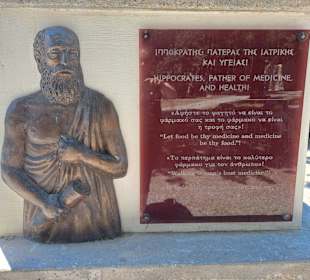 ΙΠΠΟΚΡΑΤΗΣ, ΠΑΤΕΡΑΣ ΤΗΣ ΙΑΤΡΙΚΗΣ
ΚΑΙ ΥΓΕΙΑΣ!
HIPPOCRATES, FATHER OF MEDICINE,
AND HEALTH!
«Αφήστε το φαγητό να είναι το
φάρμακό σας και το φάρμακο να είναι
η τροφή σας»!
"Let food be thy medicine and medicine
be thy food."!
«Το περπάτημα είναι το καλύτερο
φάρμακο για τον άνθρωπο»!
"Walking is man's best medicine"!